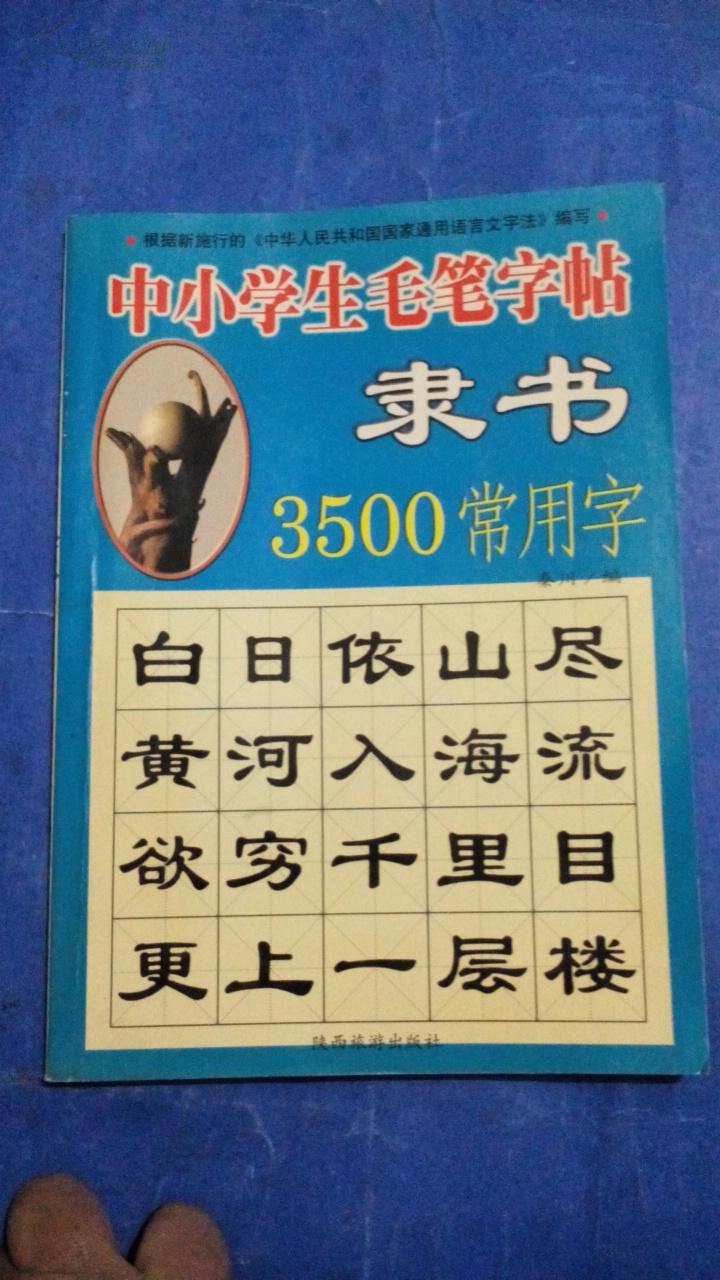 根据新施行的《中华人民共和国国家通用语言文字法》编写
中小学生毛笔字帖
隶书
3500常用字
秦川/编
白日依山尽
黄河入海流
欲穷千里目
更上一层楼
陕西旅游出版社